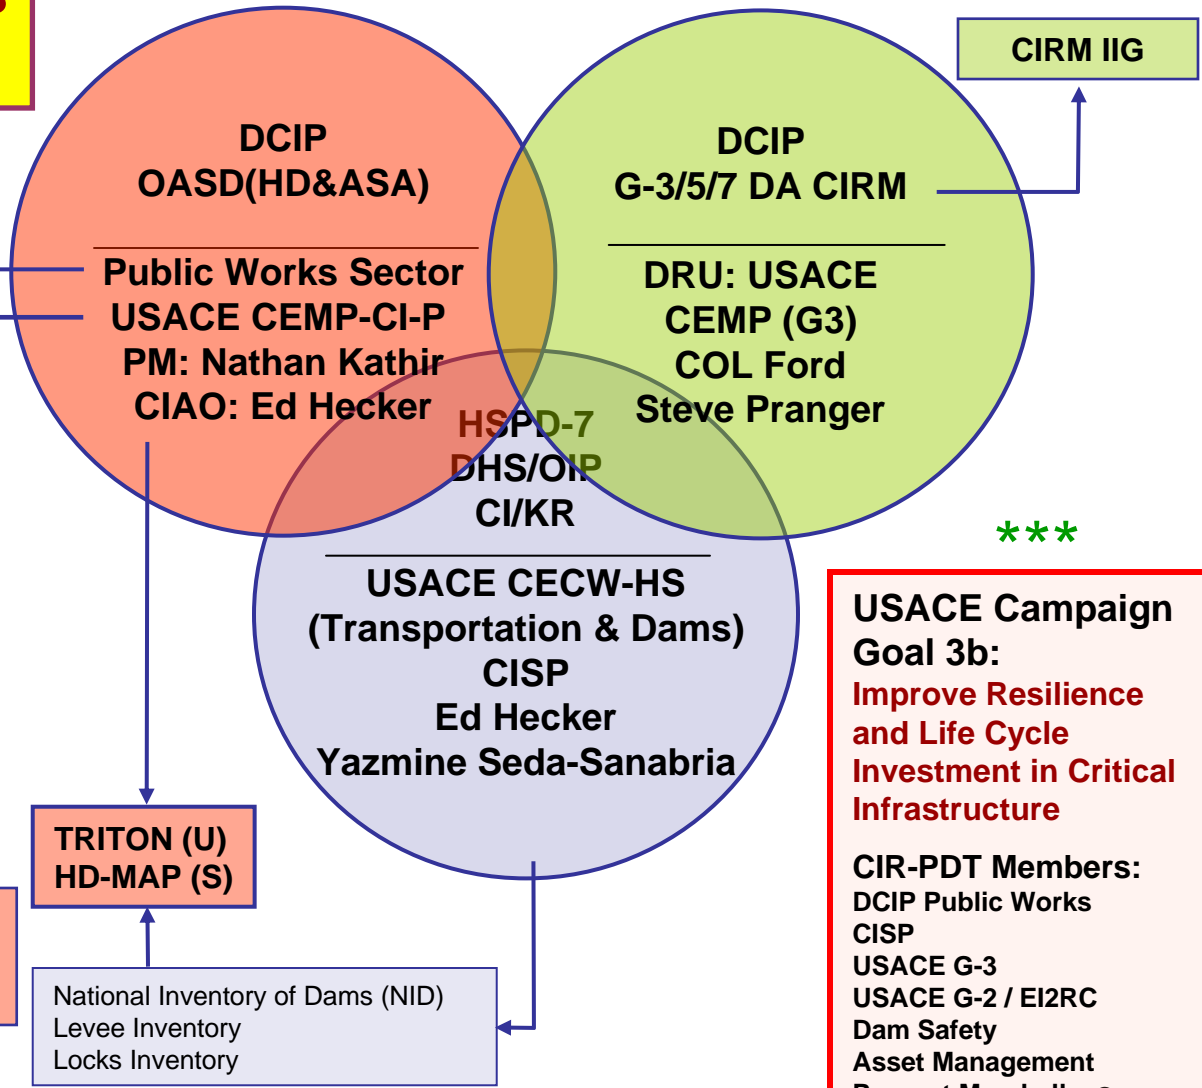 CIRM IIG
DCIP
OASD(HD&ASA)
Public Works Sector
USACE CEMP-CI-P
PM: Nathan Kathir
CIAO: Ed Hecker
DCIP
G-3/5/7 DA CIRM
DRU: USACE
CEMP (G3)
COL Ford
Steve Pranger
HSPD-7
DHS/OIP
CI/KR
USACE CECW-HS
(Transportation & Dams)
CISP
Ed Hecker
Yazmine Seda-Sanabria
TRITON (U)
HD-MAP (S)
National Inventory of Dams (NID)
Levee Inventory
Locks Inventory
***
USACE Campaign
Goal 3b:
Improve Resilience
and Life Cycle
Investment in Critical
Infrastructure
CIR-PDT Members:
DCIP Public Works
CISP
USACE G-3
USACE G-2 / EI2RC
Dam Safety
Asset Management